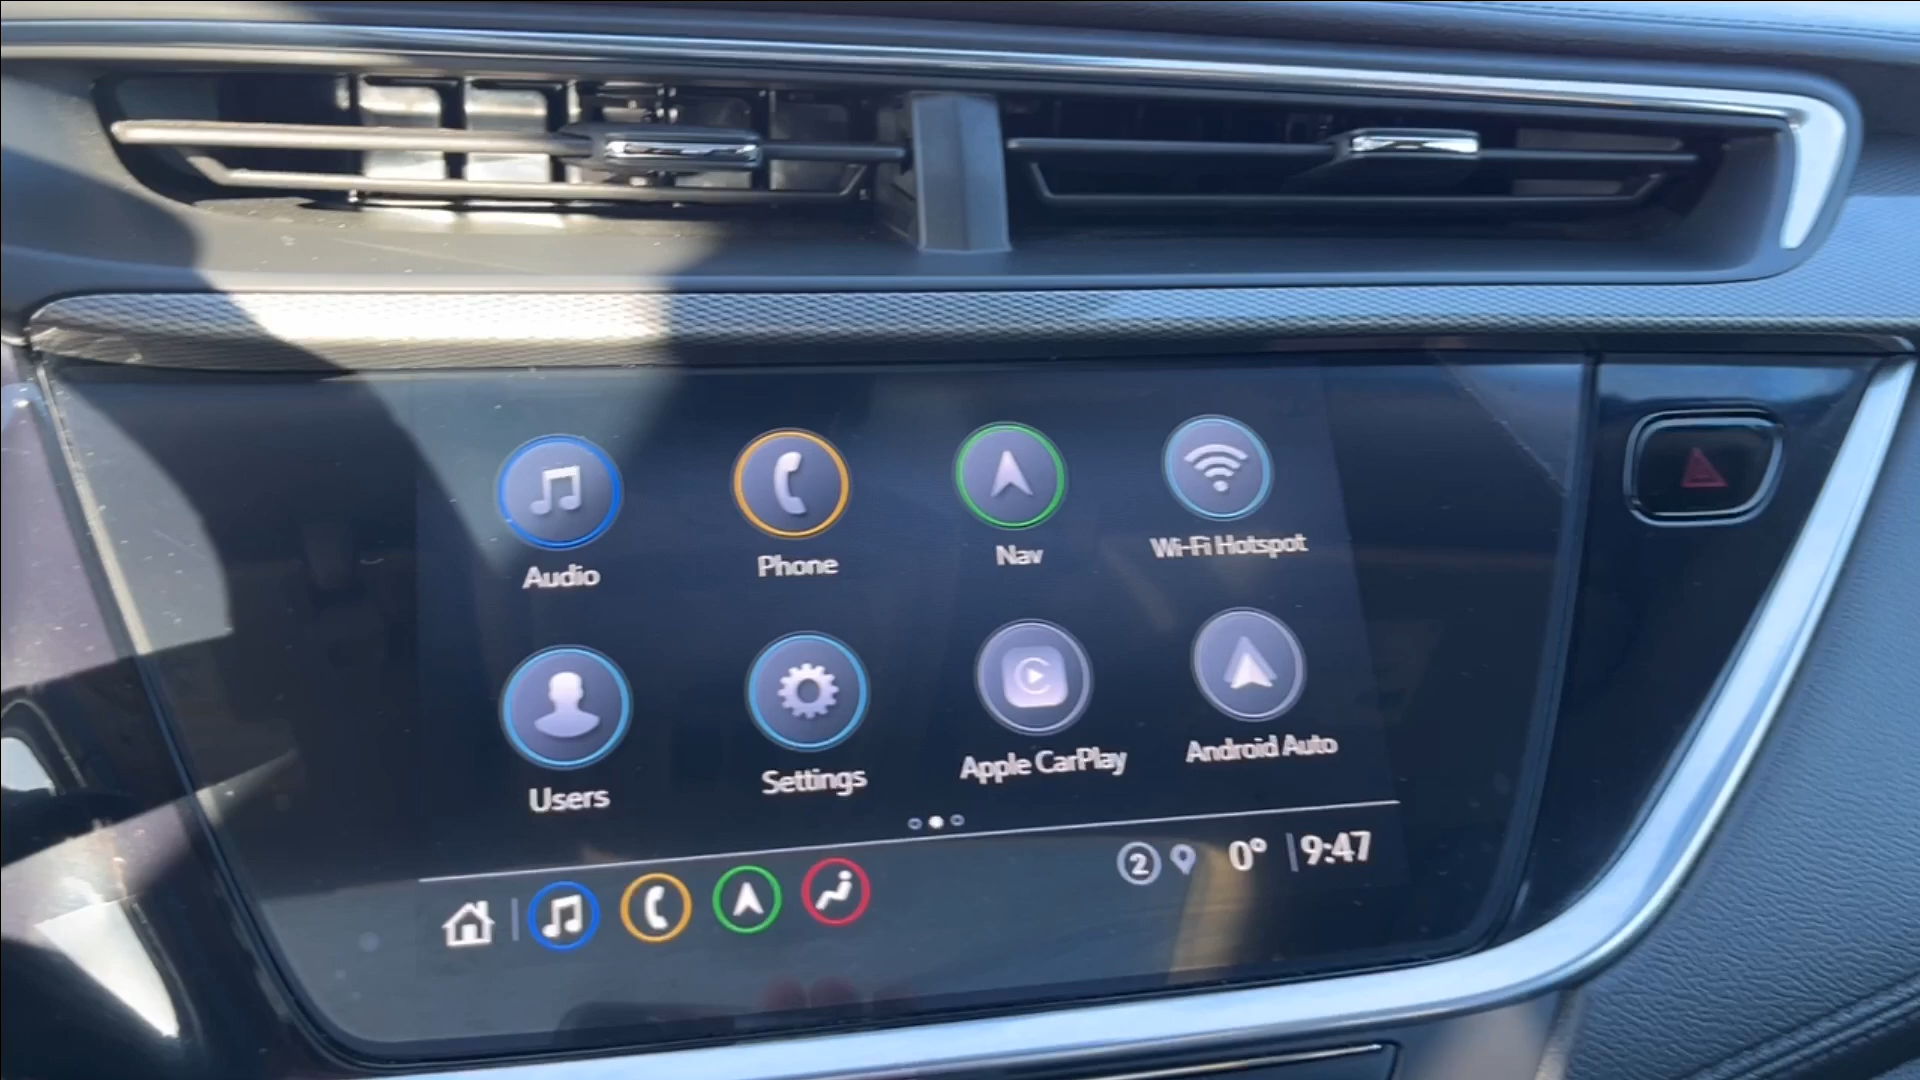 Audio
Phone
Nav
Wi-Fi Hotspot
Users
Settings
Apple CarPlay
Android Auto
2
0°
9:47